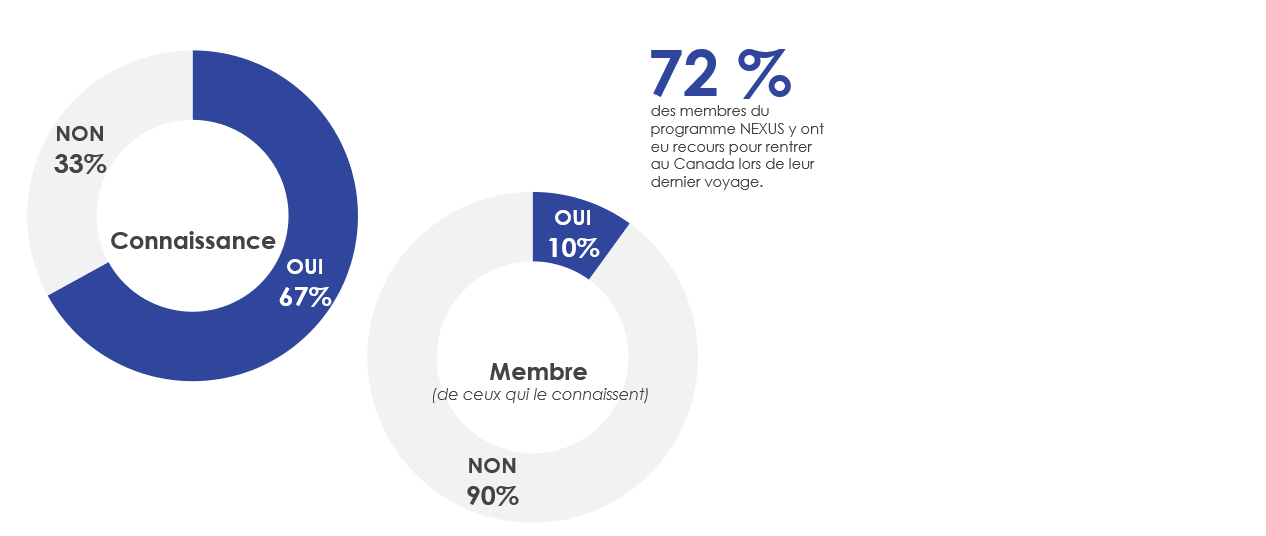 NON
33%
Connaissance
OUI
67%
72 %
des membres du
programme NEXUS y ont
eu recours pour rentrer
au Canada lors de leur
dernier voyage.
OUI
10%
Membre
(de ceux qui le connaissent)
NON
90%